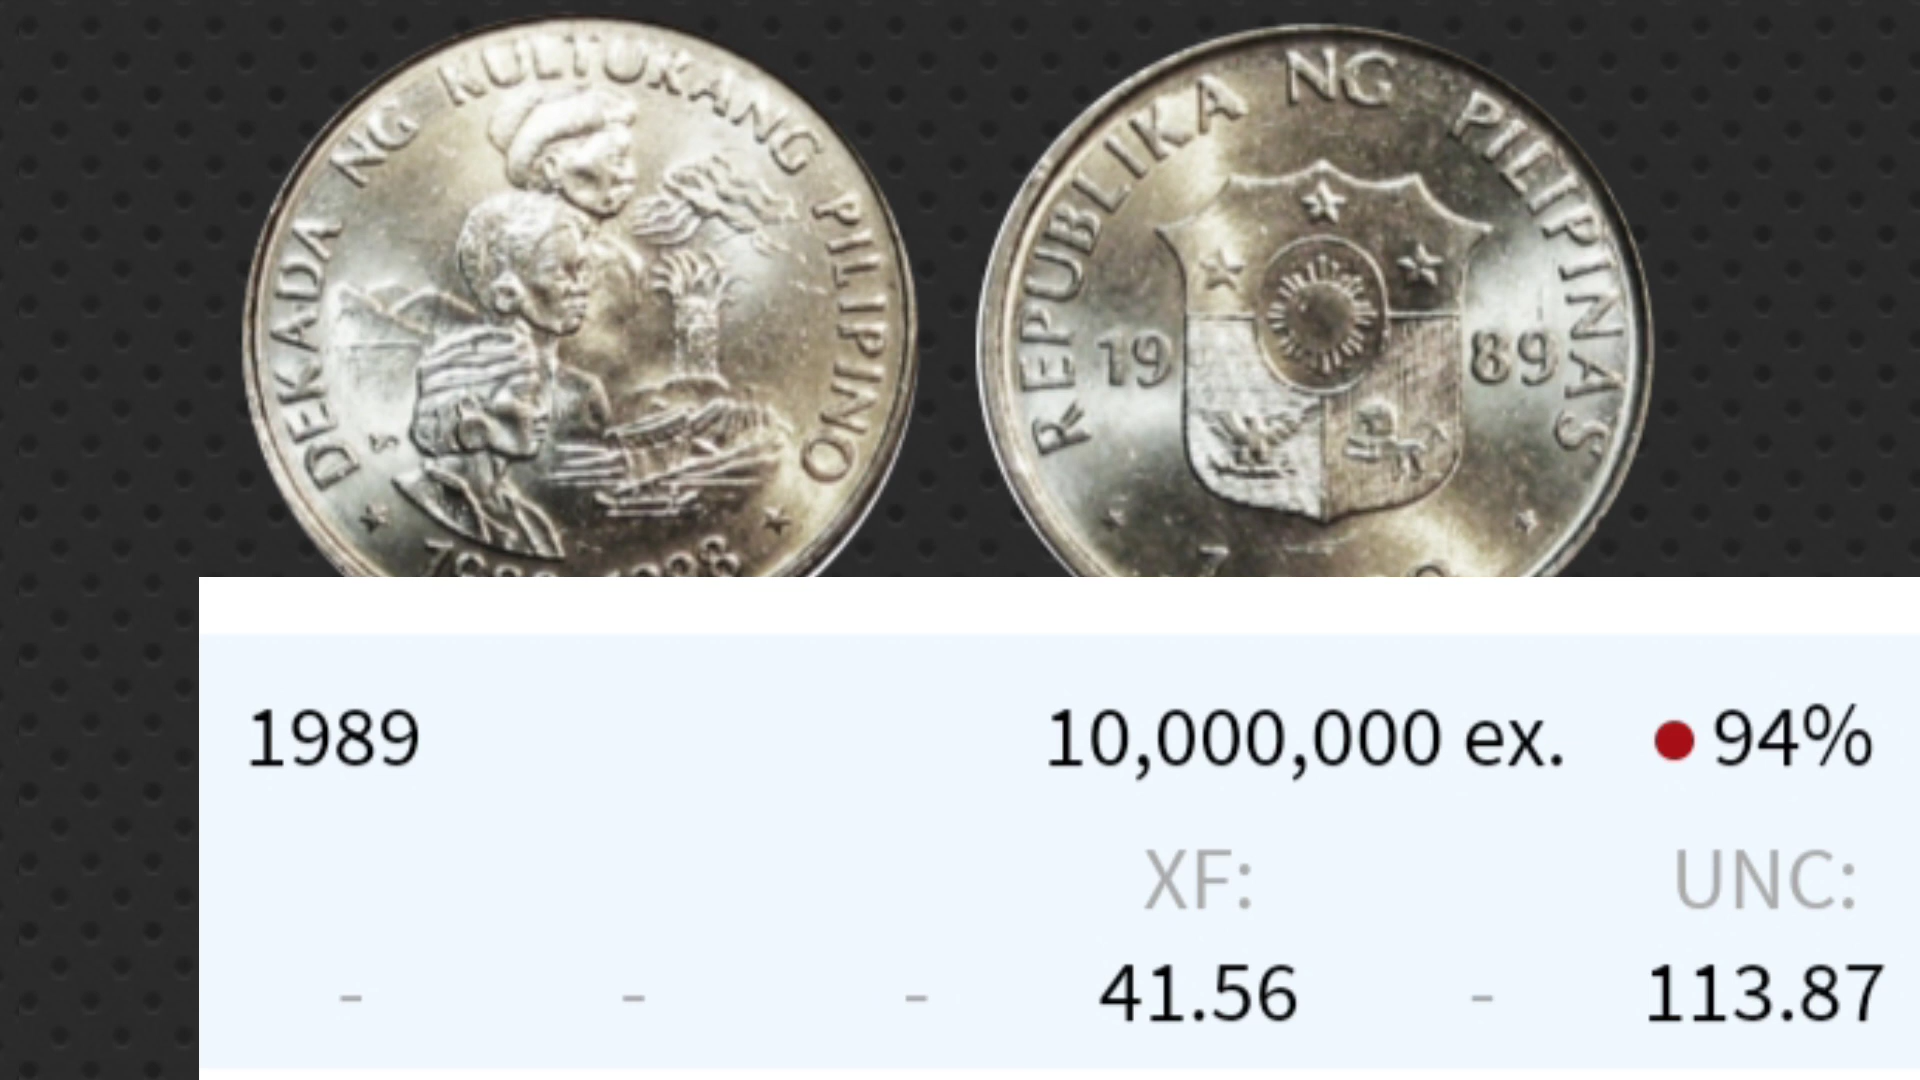 DEKADA NG KULTURANG PILIPINO
REPUBLIKA NG PILIPINAS
19 89
1989 10,000,000 ex. 94%
XF: UNC:
- - - 41.56 - 113.87